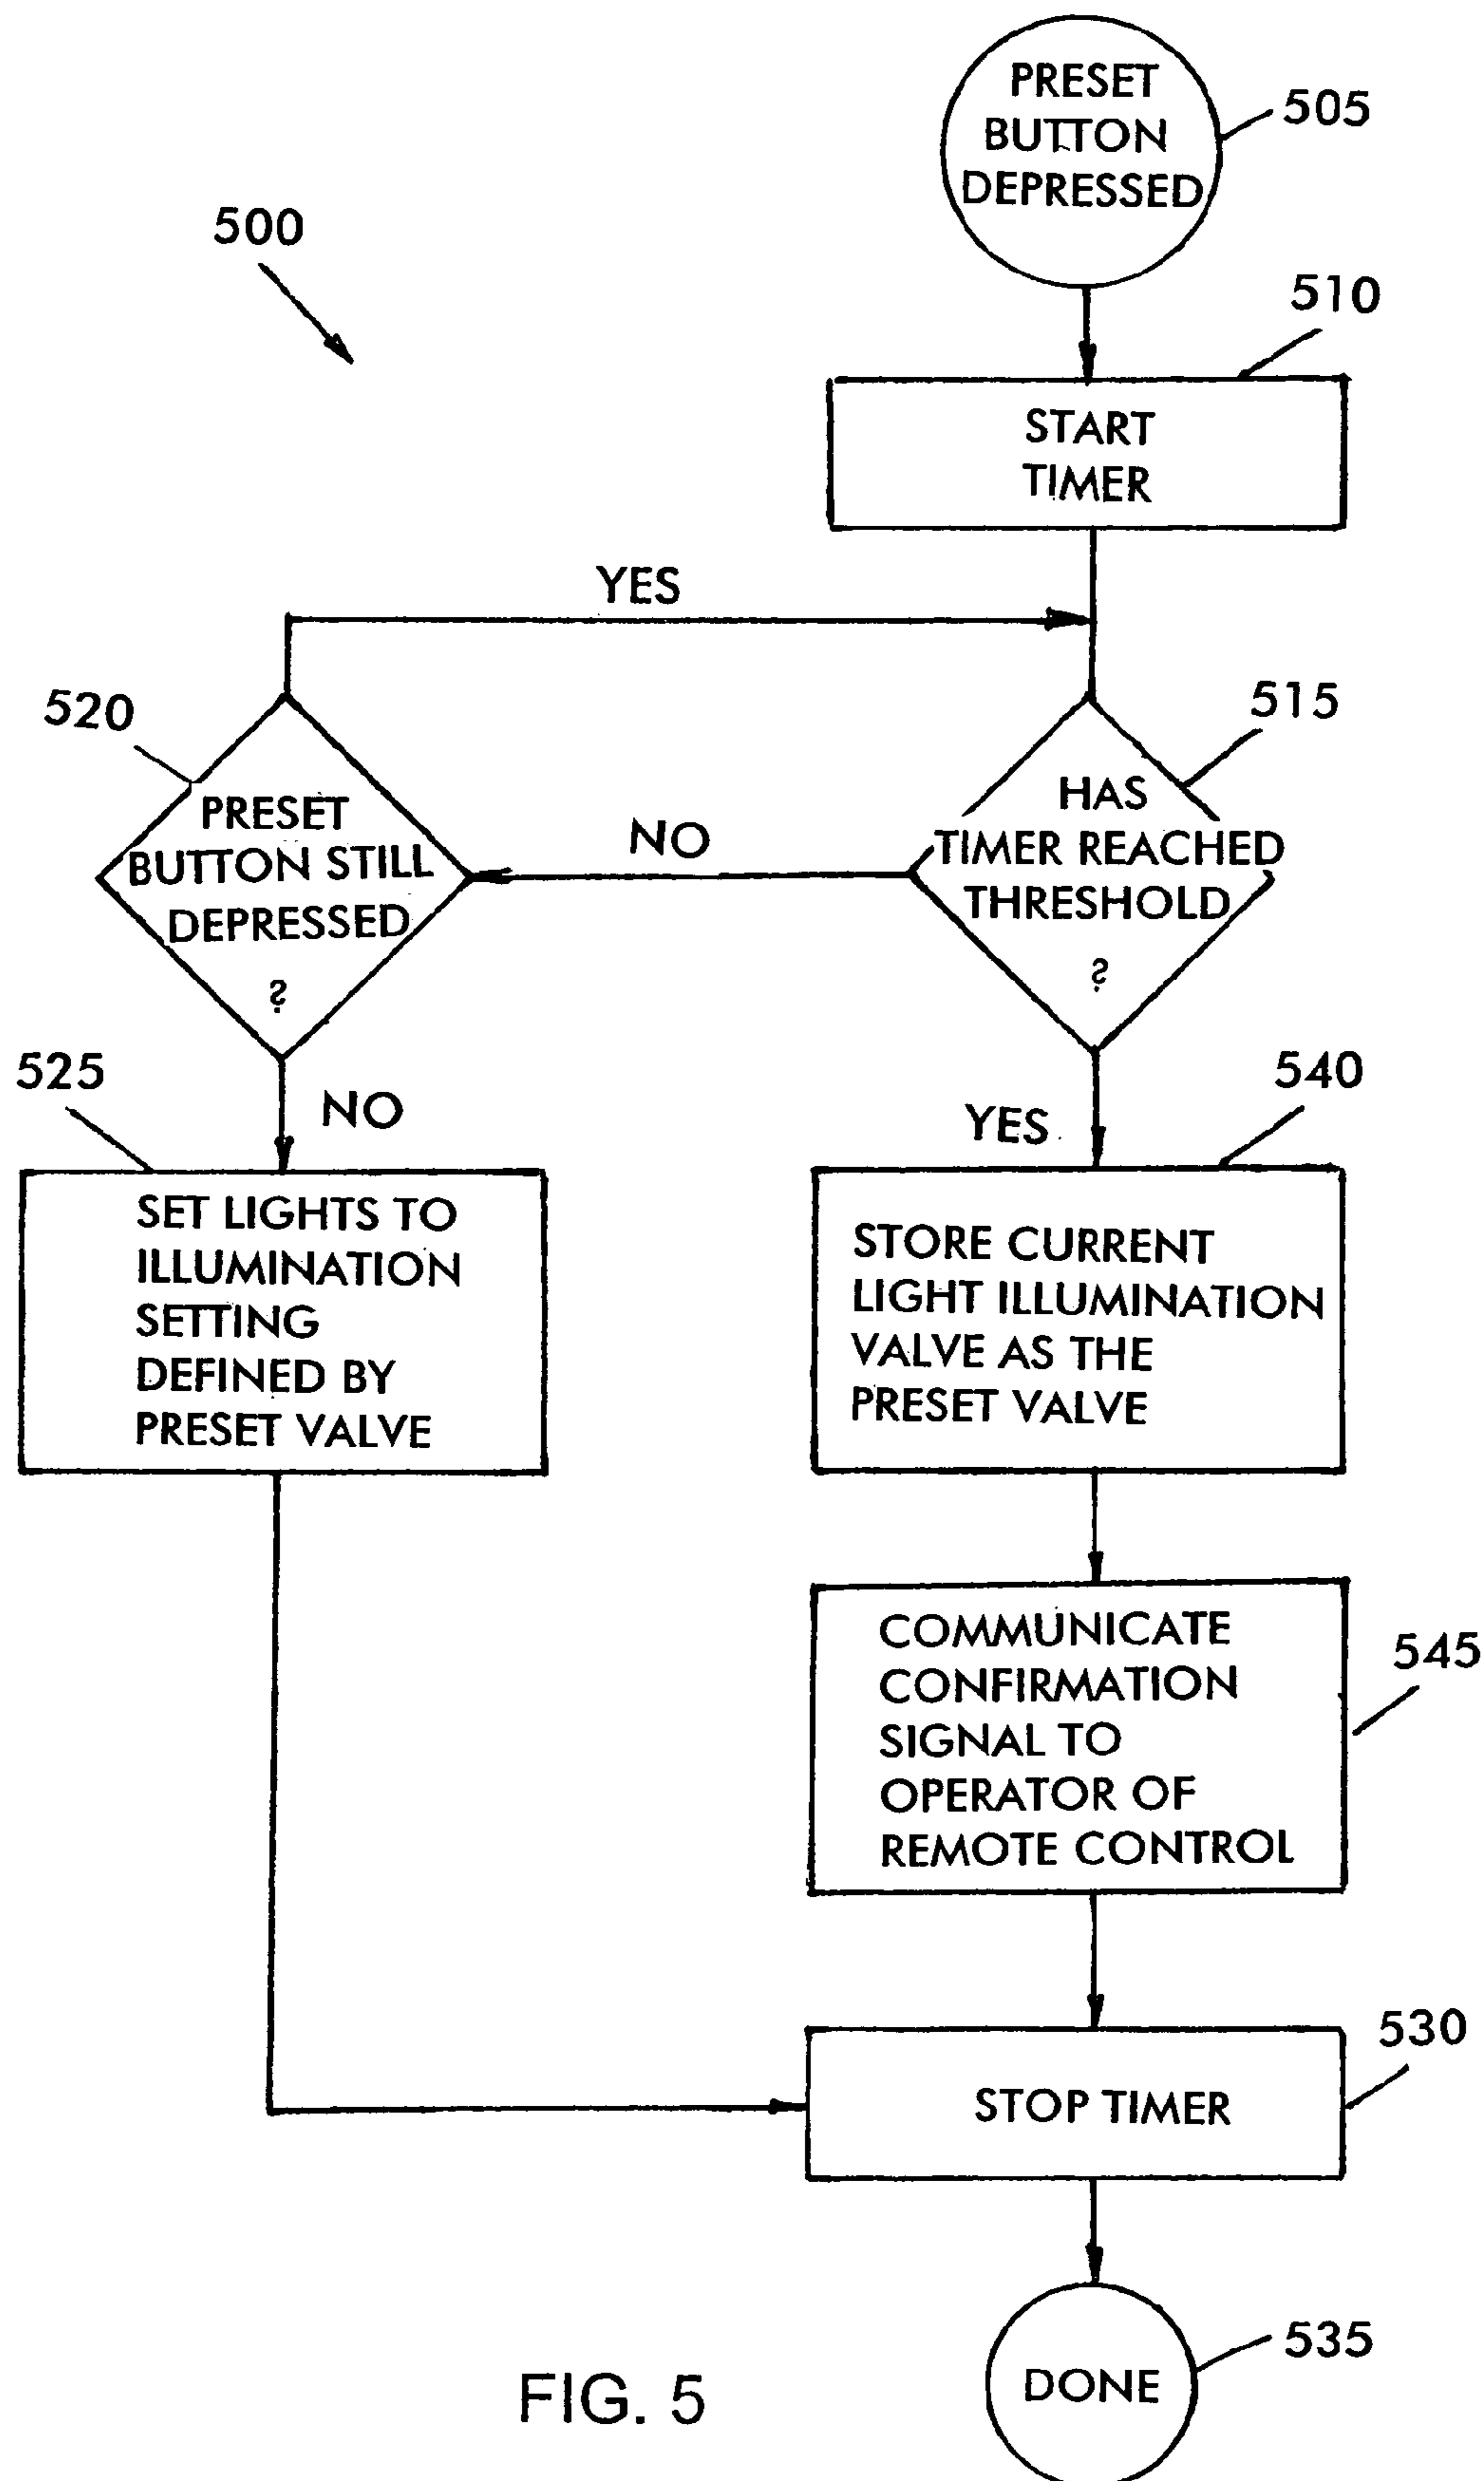 PRESET
BUTTON
DEPRESSED
505
500
510
START
TIMER
YES
520
515
PRESET
BUTTON STILL
DEPRESSED
?
NO
HAS
TIMER REACHED
THRESHOLD
?
525
NO
540
YES
SET LIGHTS TO
ILLUMINATION
SETTING
DEFINED BY
PRESET VALVE
STORE CURRENT
LIGHT ILLUMINATION
VALVE AS THE
PRESET VALVE
COMMUNICATE
CONFIRMATION
SIGNAL TO
OPERATOR OF
REMOTE CONTROL
545
530
STOP TIMER
535
DONE
FIG. 5